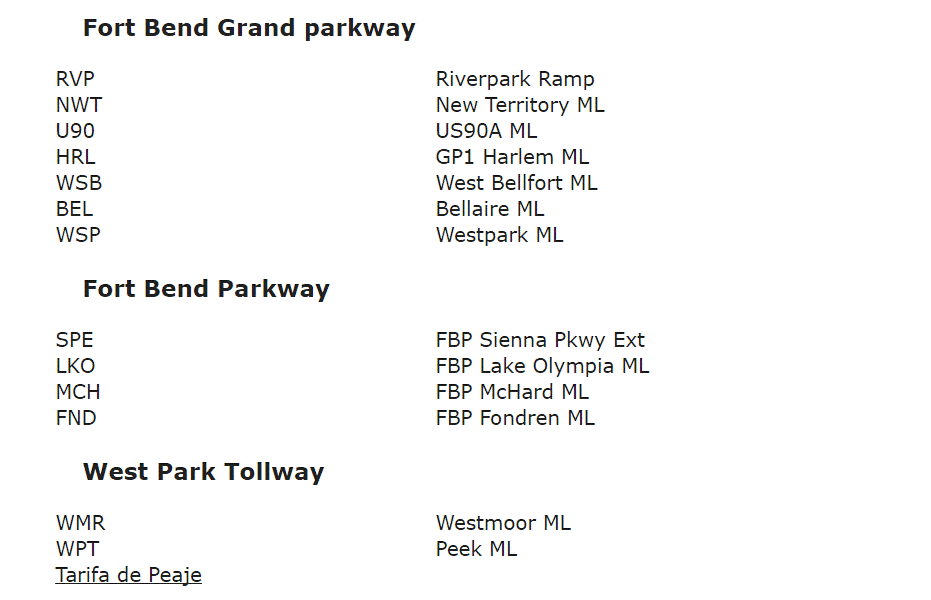 Fort Bend Grand parkway
RVP Riverpark Ramp
NWT New Territory ML
U90 US90A ML
HRL GP1 Harlem ML
WSB West Bellfort ML
BEL Bellaire ML
WSP Westpark ML
Fort Bend Parkway
SPE FBP Sienna Pkwy Ext
LKO FBP Lake Olympia ML
MCH FBP McHard ML
FND FBP Fondren ML
West Park Tollway
WMR Westmoor ML
WPT Peek ML
Tarifa de Peaje